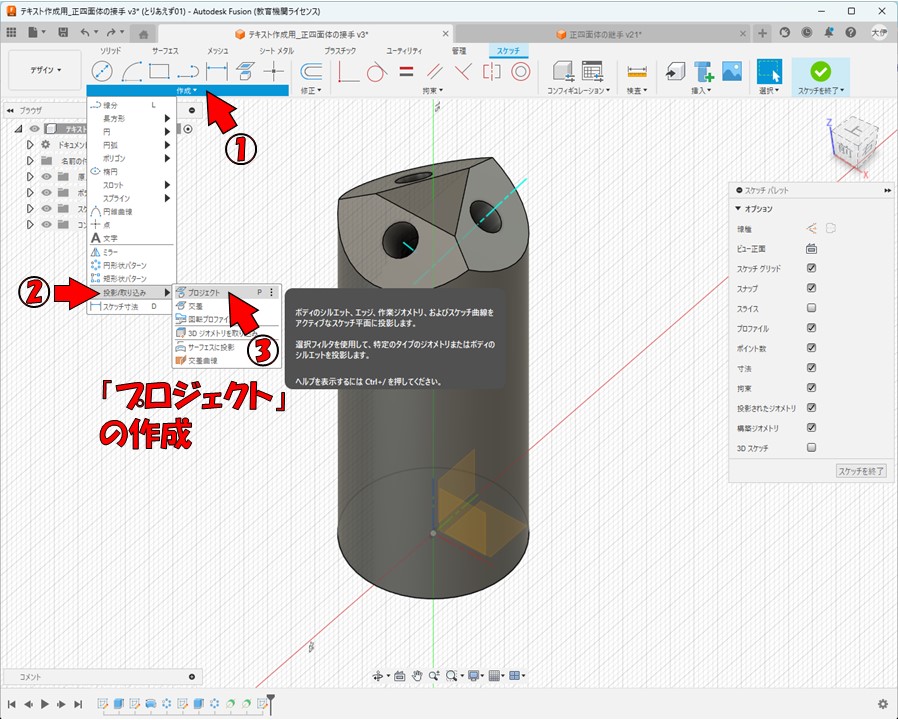 テキスト作成用_正四面体の接手 v3* (とりあえず01) - Autodesk Fusion (教育機関ライセンス)
テキスト作成用_正四面体の接手 v3*
正四面体の継手 v21*
大伊
デザイン
ソリッド
サーフェス
メッシュ
シート メタル
プラスチック
ユーティリティ
管理
スケッチ
作成
修正
拘束
コンフィギュレーション
検査
挿入
選択
スケッチを終了
ブラウザ
テキスト
ドキュメン
名前の
原
ボ
スケ
コン
線分 L
長方形
円
円弧
ポリゴン
楕円
スロット
スプライン
円錐曲線
点
文字
ミラー
円形状パターン
矩形状パターン
投影/取り込み
スケッチ寸法 D
プロジェクト P
交差
3D ジオメトリを取り込み
サーフェスに投影
交差曲線
①
②
③
ボディのシルエット、エッジ、作業ジオメトリ、およびスケッチ曲線を
アクティブなスケッチ平面に投影します。
選択フィルタを使用して、特定のタイプのジオメトリまたはボディの
シルエットを投影します。
ヘルプを表示するには Ctrl+/ を押してください。
「プロジェクト」
の作成
Z
X
上
スケッチ パレット
オプション
線種
ビュー正面
スケッチ グリッド
スナップ
スライス
プロファイル
ポイント数
寸法
拘束
投影されたジオメトリ
構築ジオメトリ
3D スケッチ
スケッチを終了
コメント